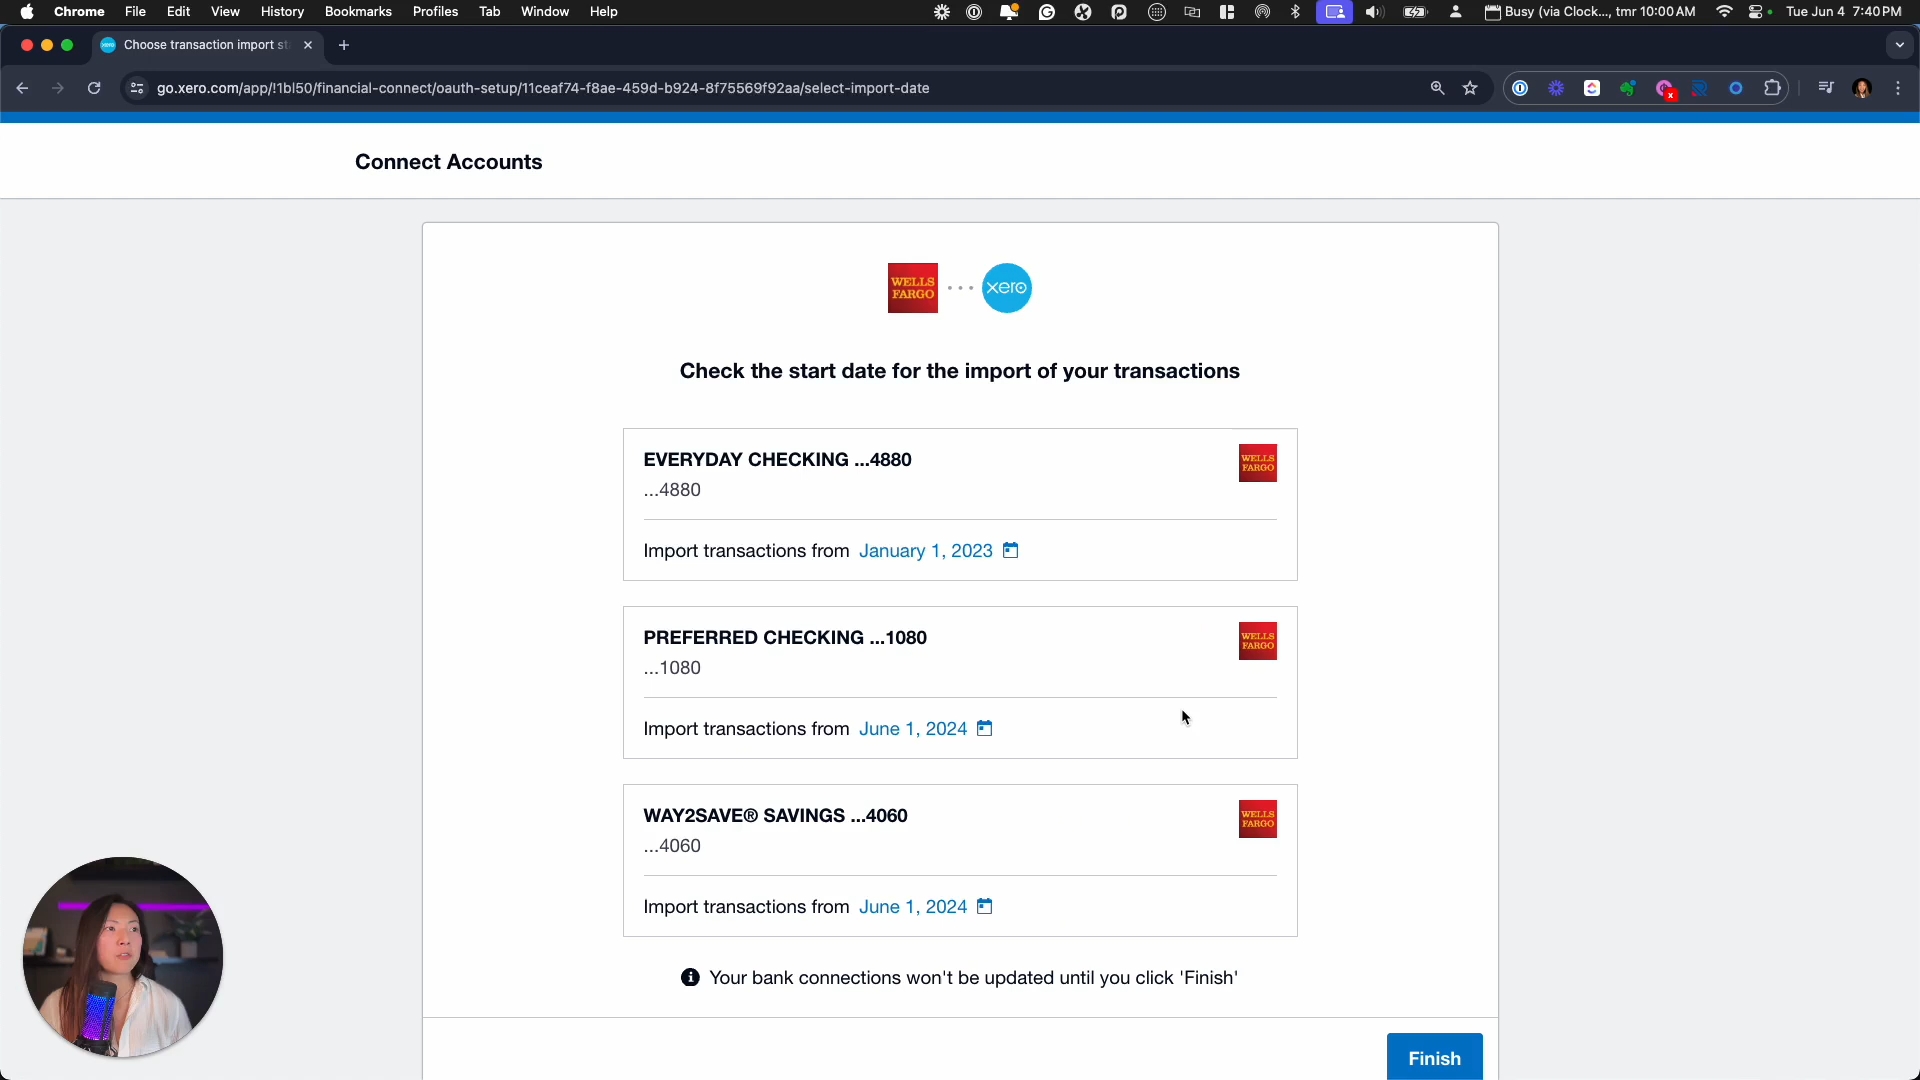 Chrome File Edit View History Bookmarks Profiles Tab Window Help Busy (via Clock..., tmr 10:00 AM Tue Jun 4 7:40 PM
xero Choose transaction import st
go.xero.com/app/!1bl50/financial-connect/oauth-setup/11ceaf74-f8ae-459d-b924-8f75569f92aa/select-import-date
Connect Accounts
WELLS FARGO xero
Check the start date for the import of your transactions
EVERYDAY CHECKING ...4880
WELLS FARGO
...4880
Import transactions from January 1, 2023
PREFERRED CHECKING ...1080
WELLS FARGO
...1080
Import transactions from June 1, 2024
WAY2SAVE® SAVINGS ...4060
WELLS FARGO
...4060
Import transactions from June 1, 2024
Your bank connections won't be updated until you click 'Finish'
Finish